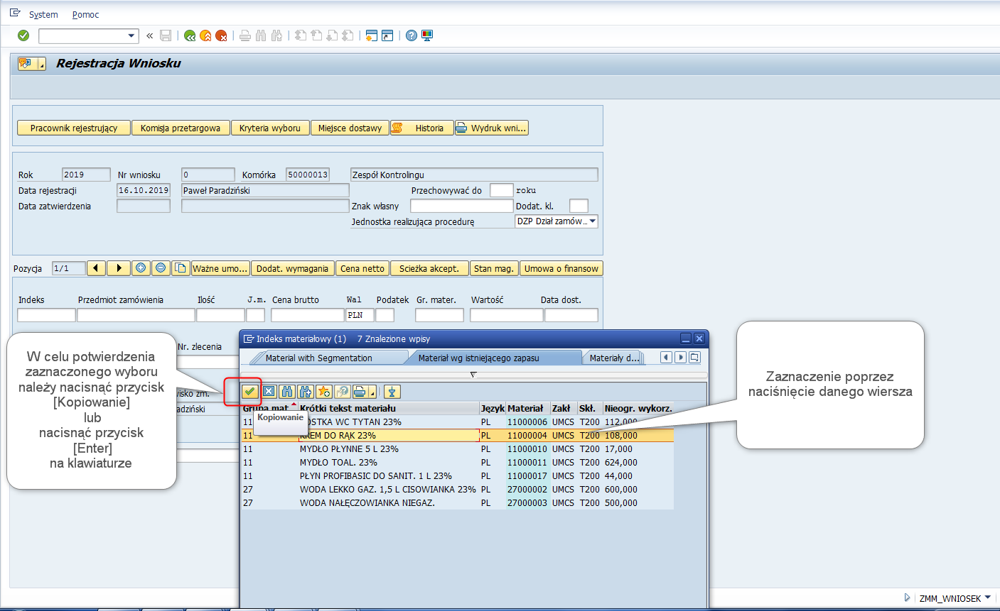 System Pomoc
«
Rejestracja Wniosku
Pracownik rejestrujący Komisja przetargowa Kryteria wyboru Miejsce dostawy Historia Wydruk wni...
Rok 2019 Nr wniosku 0 Komórka 50000013 Zespół Kontrolingu
Data rejestracji 16.10.2019 Paweł Paradziński Przechowywać do roku
Data zatwierdzenia Znak własny Dodat. kl.
Jednostka realizująca procedurę DZP Dział zamów...
Pozycja 1/1 Ważne umo... Dodat. wymagania Cena netto Scieżka akcept. Stan mag. Umowa o finansow
Indeks Przedmiot zamówienia Ilość J.m. Cena brutto Wal Podatek Gr. mater. Wartość Data dost.
PLN
Nr. zlecenia
isko zm.
adziński
W celu potwierdzenia
zaznaczonego wyboru
należy nacisnąć przycisk
[Kopiowanie]
lub
nacisnąć przycisk
[Enter]
na klawiaturze
Indeks materiałowy (1) 7 Znalezione wpisy
Material with Segmentation Materiał wg istniejącego zapasu Materiały d...
Grupa mat. Krótki tekst materiału Język Materiał Zakł Skł. Nieogr. wykorz.
11 OSTKA WC TYTAN 23% PL 11000006 UMCS T200 112,000
11 KREM DO RĄK 23% PL 11000004 UMCS T200 108,000
11 MYDŁO PŁYNNE 5 L 23% PL 11000010 UMCS T200 17,000
11 MYDŁO TOAL. 23% PL 11000011 UMCS T200 624,000
11 PŁYN PROFIBASIC DO SANIT. 1 L 23% PL 11000017 UMCS T200 44,000
27 WODA LEKKO GAZ. 1,5 L CISOWIANKA 23% PL 27000002 UMCS T200 600,000
27 WODA NAŁĘCZOWIANKA NIEGAZ. PL 27000003 UMCS T200 500,000
Kopiowanie
Zaznaczenie poprzez
naciśnięcie danego wiersza
ZMM_WNIOSEK